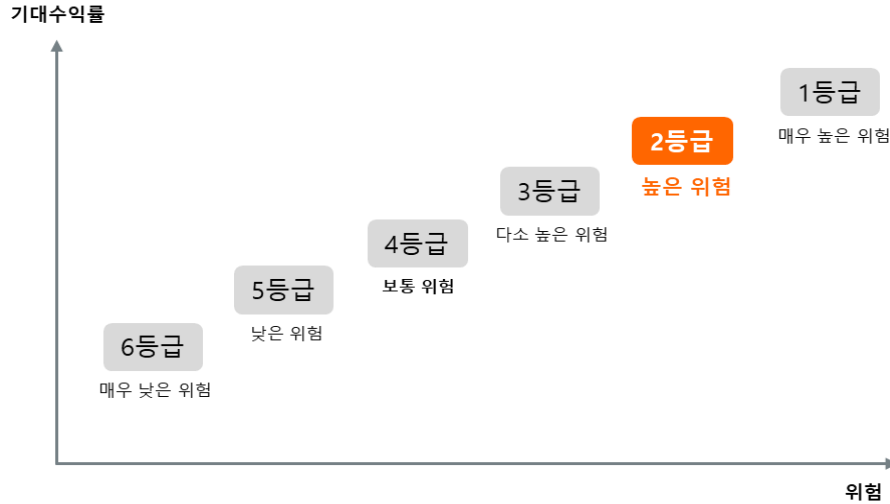 기대수익률
1등급
매우 높은 위험
2등급
높은 위험
3등급
다소 높은 위험
4등급
보통 위험
5등급
낮은 위험
6등급
매우 낮은 위험
위험